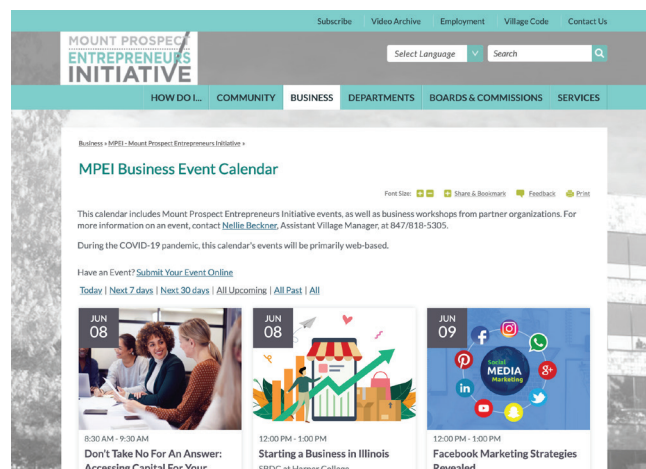 Subscribe Video Archive Employment Village Code Contact Us
MOUNT PROSPECT
ENTREPRENEURS
INITIATIVE
Select Language Search
HOW DO I... COMMUNITY BUSINESS DEPARTMENTS BOARDS & COMMISSIONS SERVICES
Business » MPEI - Mount Prospect Entrepreneurs Initiative »
MPEI Business Event Calendar
Font Size: Share & Bookmark Feedback Print
This calendar includes Mount Prospect Entrepreneurs Initiative events, as well as business workshops from partner organizations. For
more information on an event, contact Nellie Beckner, Assistant Village Manager, at 847/818-5305.
During the COVID-19 pandemic, this calendar's events will be primarily web-based.
Have an Event? Submit Your Event Online
Today | Next 7 days | Next 30 days | All Upcoming | All Past | All
JUN
08
JUN
08
JUN
09
Social
MEDIA
Marketing
8:30 AM - 9:30 AM
Don't Take No For An Answer:
Accessing Capital For Your
12:00 PM - 1:00 PM
Starting a Business in Illinois
SBDC at Harper College
12:00 PM - 1:00 PM
Facebook Marketing Strategies
Revealed